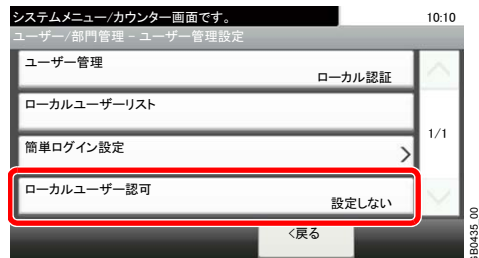 システムメニュー/カウンター画面です。
10:10
ユーザー/部門管理 - ユーザー管理設定
ユーザー管理
ローカル認証
ローカルユーザーリスト
1/1
簡単ログイン設定
ローカルユーザー認可
設定しない
<戻る